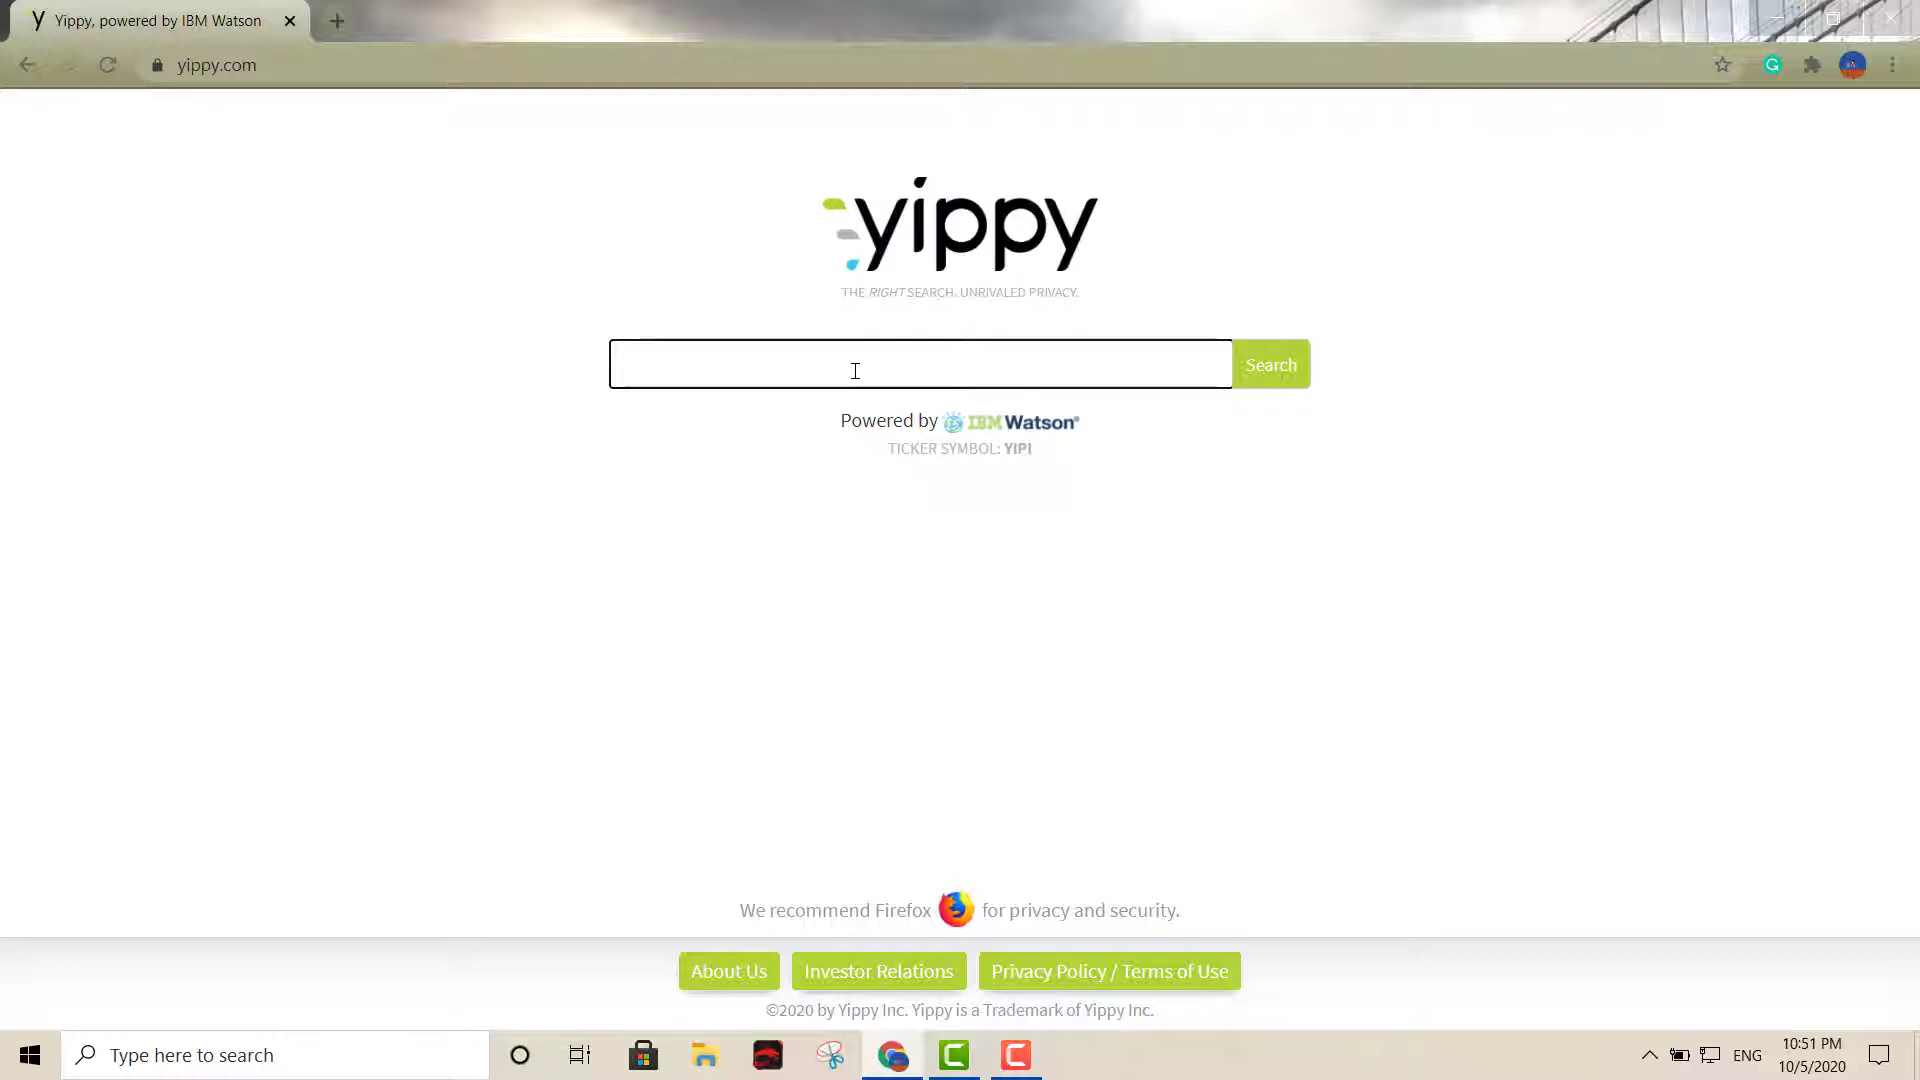 Yippy, powered by IBM Watson
yippy.com
yippy
THE RIGHT SEARCH. UNRIVALED PRIVACY.
Search
Powered by IBM Watson®
TICKER SYMBOL: YIPI
We recommend Firefox for privacy and security.
About Us Investor Relations Privacy Policy / Terms of Use
©2020 by Yippy Inc. Yippy is a Trademark of Yippy Inc.
Type here to search
ENG
10:51 PM
10/5/2020